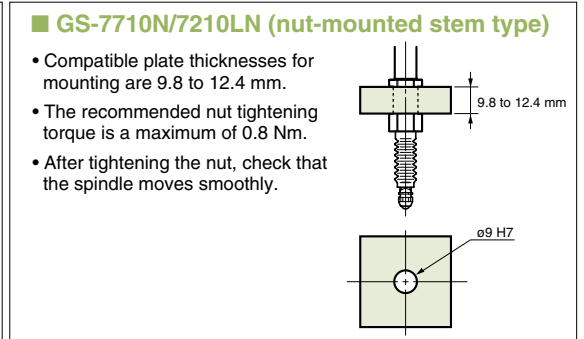 ■ GS-7710N/7210LN (nut-mounted stem type)
• Compatible plate thicknesses for
mounting are 9.8 to 12.4 mm.
• The recommended nut tightening
torque is a maximum of 0.8 Nm.
• After tightening the nut, check that
the spindle moves smoothly.
9.8 to 12.4 mm
ø9 H7